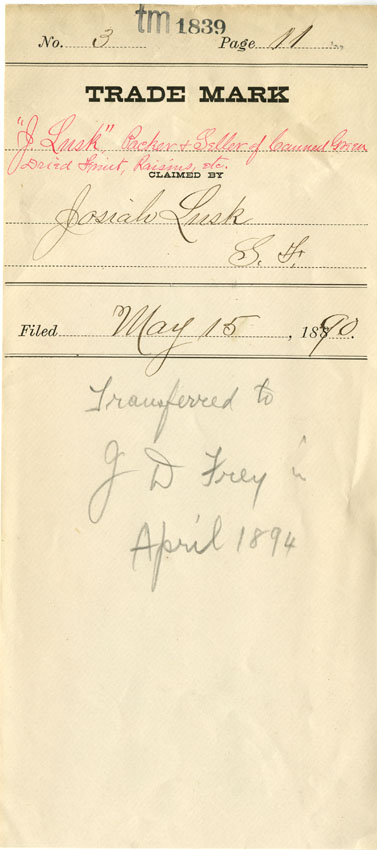 tm 1839
No. 3 Page 11
TRADE MARK
"J Lusk", Packer & Seller of Canned Green
Dried Fruit, Raisins, etc.
CLAIMED BY
Josiah Lusk
S. F.
Filed May 15, 1890.
Transferred to
J D Frey in
April 1894